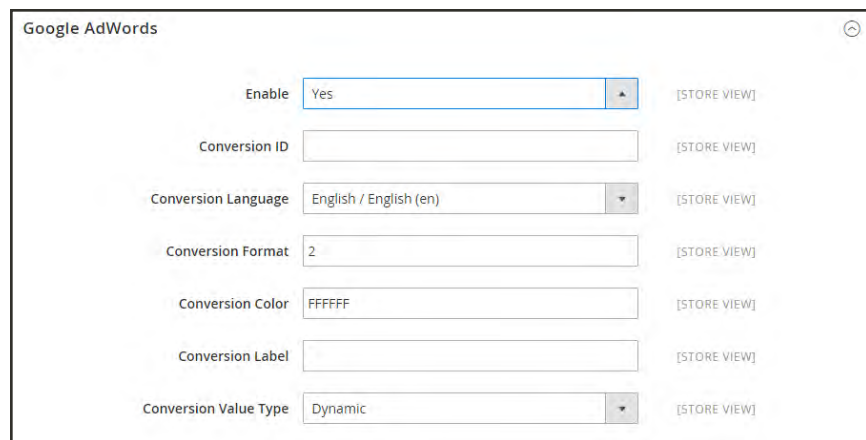 Google AdWords
Enable Yes [STORE VIEW]
Conversion ID [STORE VIEW]
Conversion Language English / English (en) [STORE VIEW]
Conversion Format 2 [STORE VIEW]
Conversion Color FFFFFF [STORE VIEW]
Conversion Label [STORE VIEW]
Conversion Value Type Dynamic [STORE VIEW]